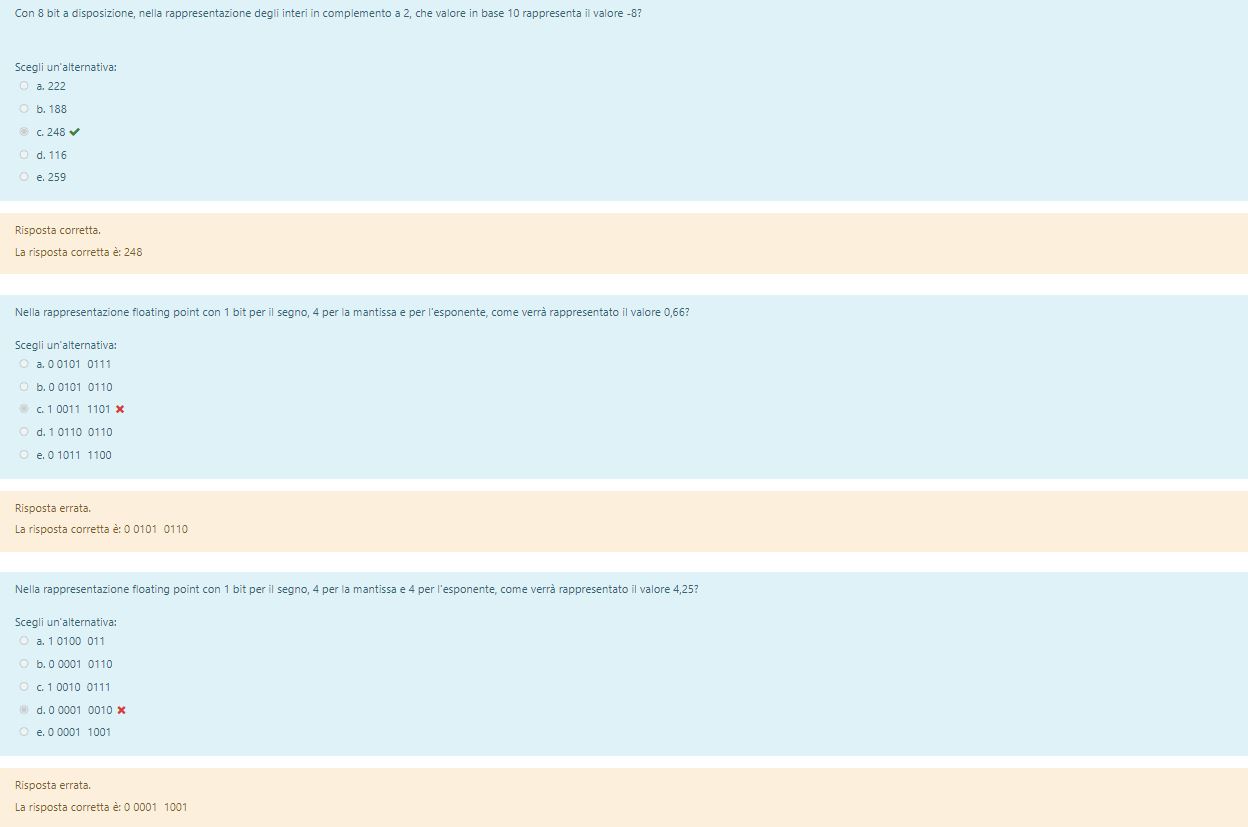 Con 8 bit a disposizione, nella rappresentazione degli interi in complemento a 2, che valore in base 10 rappresenta il valore -8?
Scegli un'alternativa:
a. 222
b. 188
c. 248
d. 116
e. 259
Risposta corretta.
La risposta corretta è: 248
Nella rappresentazione floating point con 1 bit per il segno, 4 per la mantissa e per l'esponente, come verrà rappresentato il valore 0,66?
Scegli un'alternativa:
a. 0 0101 0111
b. 0 0101 0110
c. 1 0011 1101
d. 1 0110 0110
e. 0 1011 1100
Risposta errata.
La risposta corretta è: 0 0101 0110
Nella rappresentazione floating point con 1 bit per il segno, 4 per la mantissa e 4 per l'esponente, come verrà rappresentato il valore 4,25?
Scegli un'alternativa:
a. 1 0100 011
b. 0 0001 0110
c. 1 0010 0111
d. 0 0001 0010
e. 0 0001 1001
Risposta errata.
La risposta corretta è: 0 0001 1001